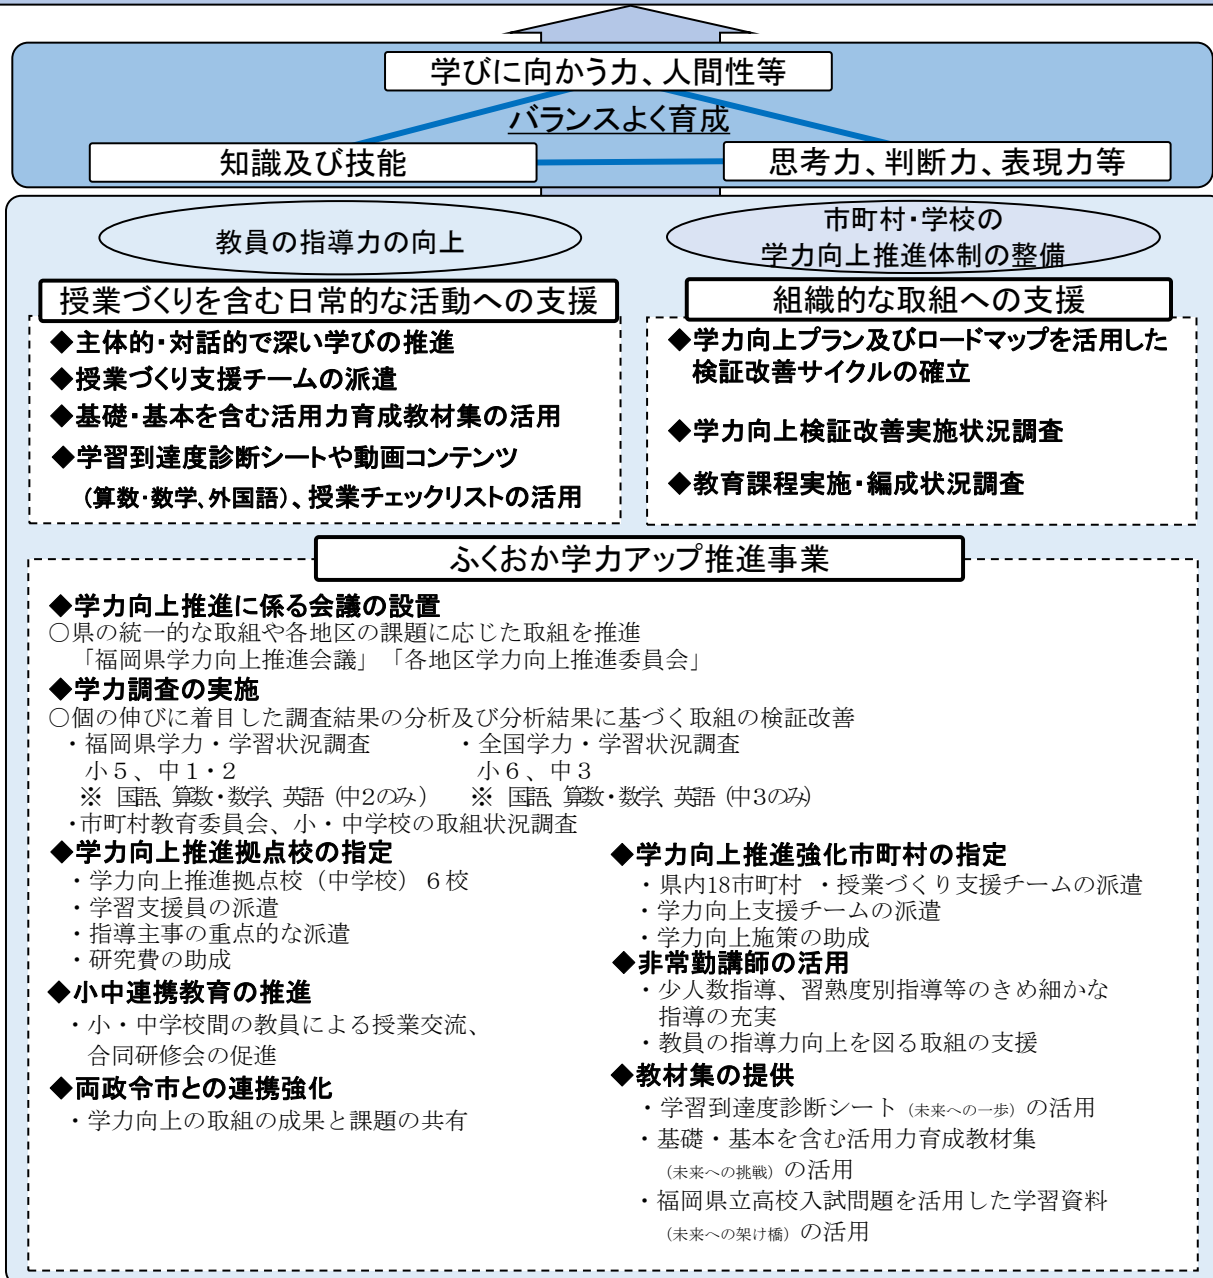 学びに向かう力、人間性等
バランスよく育成
知識及び技能
思考力、判断力、表現力等
教員の指導力の向上
市町村・学校の
学力向上推進体制の整備
授業づくりを含む日常的な活動への支援
◆主体的・対話的で深い学びの推進
◆授業づくり支援チームの派遣
◆基礎・基本を含む活用力育成教材集の活用
◆学習到達度診断シートや動画コンテンツ
(算数・数学、外国語)、授業チェックリストの活用
組織的な取組への支援
◆学力向上プラン及びロードマップを活用した
検証改善サイクルの確立
◆学力向上検証改善実施状況調査
◆教育課程実施・編成状況調査
ふくおか学力アップ推進事業
◆学力向上推進に係る会議の設置
○県の統一的な取組や各地区の課題に応じた取組を推進
「福岡県学力向上推進会議」「各地区学力向上推進委員会」
◆学力調査の実施
○個の伸びに着目した調査結果の分析及び分析結果に基づく取組の検証改善
・福岡県学力・学習状況調査 ・全国学力・学習状況調査
小５、中１・２ 小６、中３
※ 国語、算数・数学、英語（中2のみ） ※ 国語、算数・数学、英語（中3のみ）
・市町村教育委員会、小・中学校の取組状況調査
◆学力向上推進拠点校の指定
・学力向上推進拠点校（中学校）６校
・学習支援員の派遣
・指導主事の重点的な派遣
・研究費の助成
◆小中連携教育の推進
・小・中学校間の教員による授業交流、
合同研修会の促進
◆両政令市との連携強化
・学力向上の取組の成果と課題の共有
◆学力向上推進強化市町村の指定
・県内18市町村 ・授業づくり支援チームの派遣
・学力向上支援チームの派遣
・学力向上施策の助成
◆非常勤講師の活用
・少人数指導、習熟度別指導等のきめ細かな
指導の充実
・教員の指導力向上を図る取組の支援
◆教材集の提供
・学習到達度診断シート（未来への一歩）の活用
・基礎・基本を含む活用力育成教材集
（未来への挑戦）の活用
・福岡県立高校入試問題を活用した学習資料
（未来への架け橋）の活用